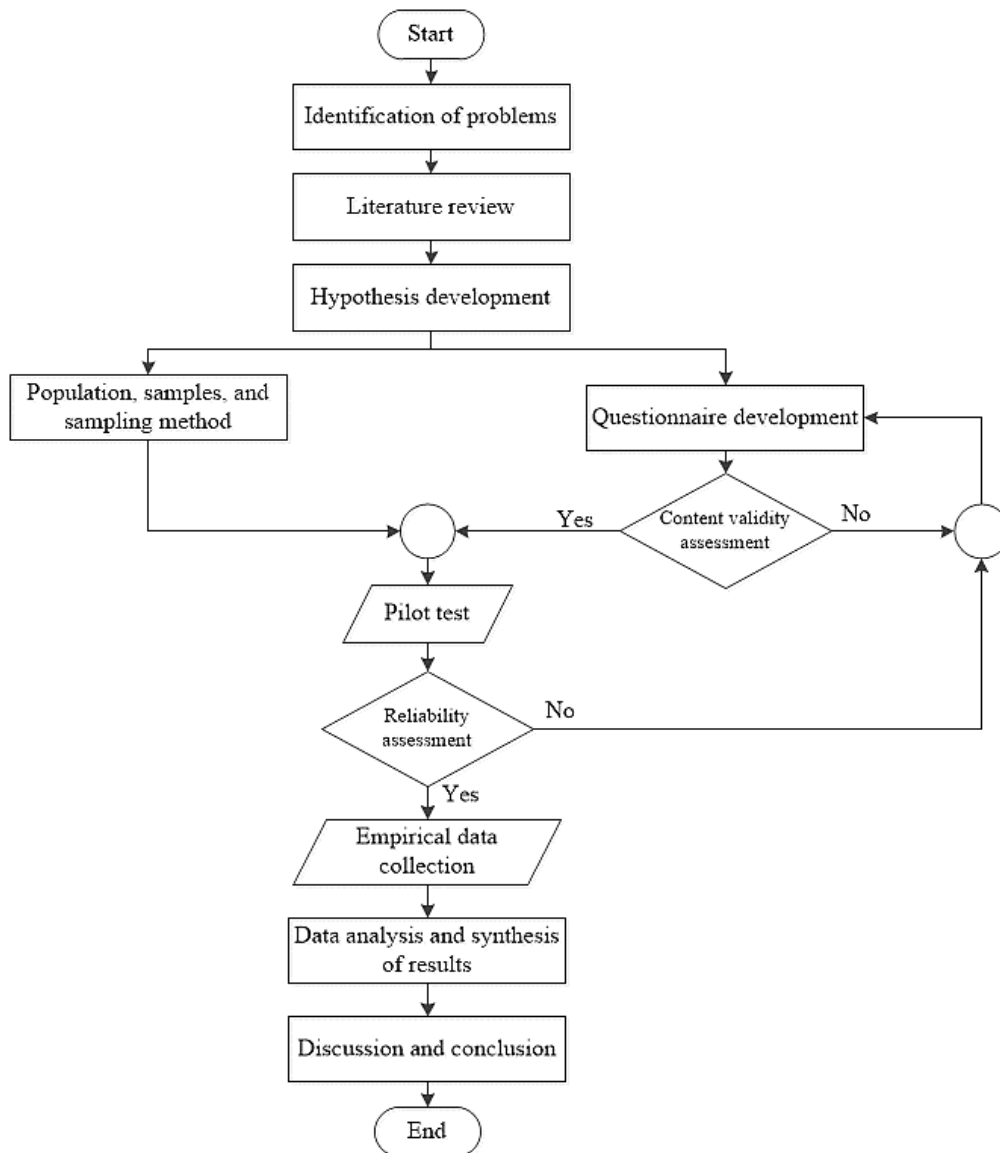 Start
Identification of problems
Literature review
Hypothesis development
Population, samples, and
sampling method
Questionnaire development
Yes
Content validity
assessment
No
Pilot test
Reliability
assessment
No
Yes
Empirical data
collection
Data analysis and synthesis
of results
Discussion and conclusion
End